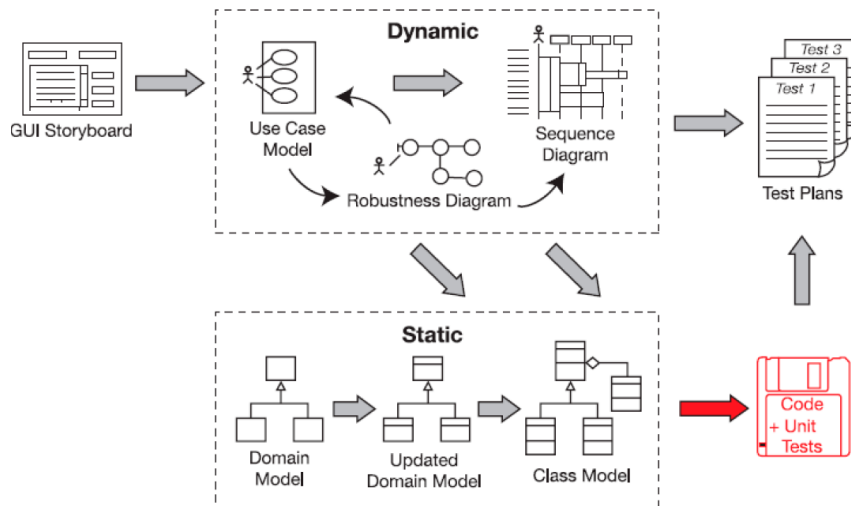 Dynamic
GUI Storyboard
Use Case
Model
Robustness Diagram
Sequence
Diagram
Test 3
Test 2
Test 1
Test Plans
Static
Domain
Model
Updated
Domain Model
Class Model
Code
+ Unit
Tests